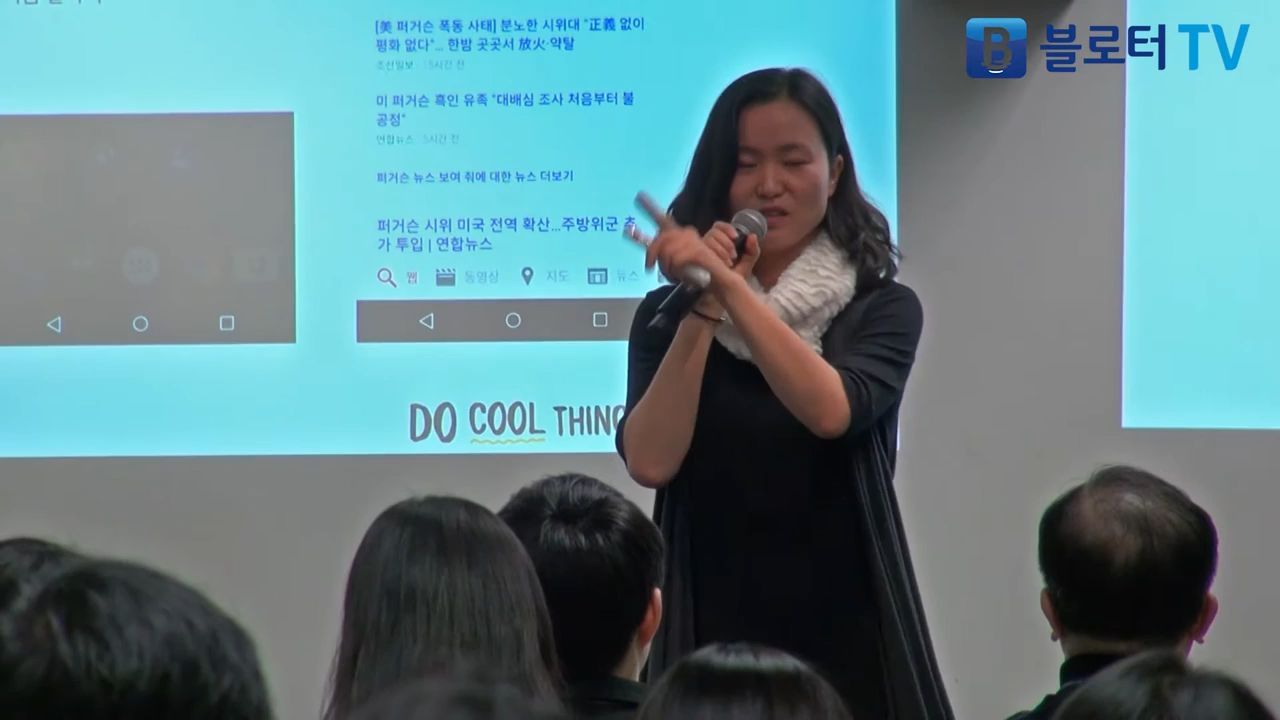 [美 퍼거슨 폭동 사태] 분노한 시위대 "正義 없이
평화 없다"... 한밤 곳곳서 放火·약탈
조선일보 · 5시간 전
미 퍼거슨 흑인 유족 "대배심 조사 처음부터 불
공정"
연합뉴스 · 5시간 전
퍼거슨 뉴스 보여 줘에 대한 뉴스 더보기
퍼거슨 시위 미국 전역 확산...주방위군 추
가 투입 | 연합뉴스
웹 동영상 지도 뉴스
DO COOL THING
B 블로터 TV